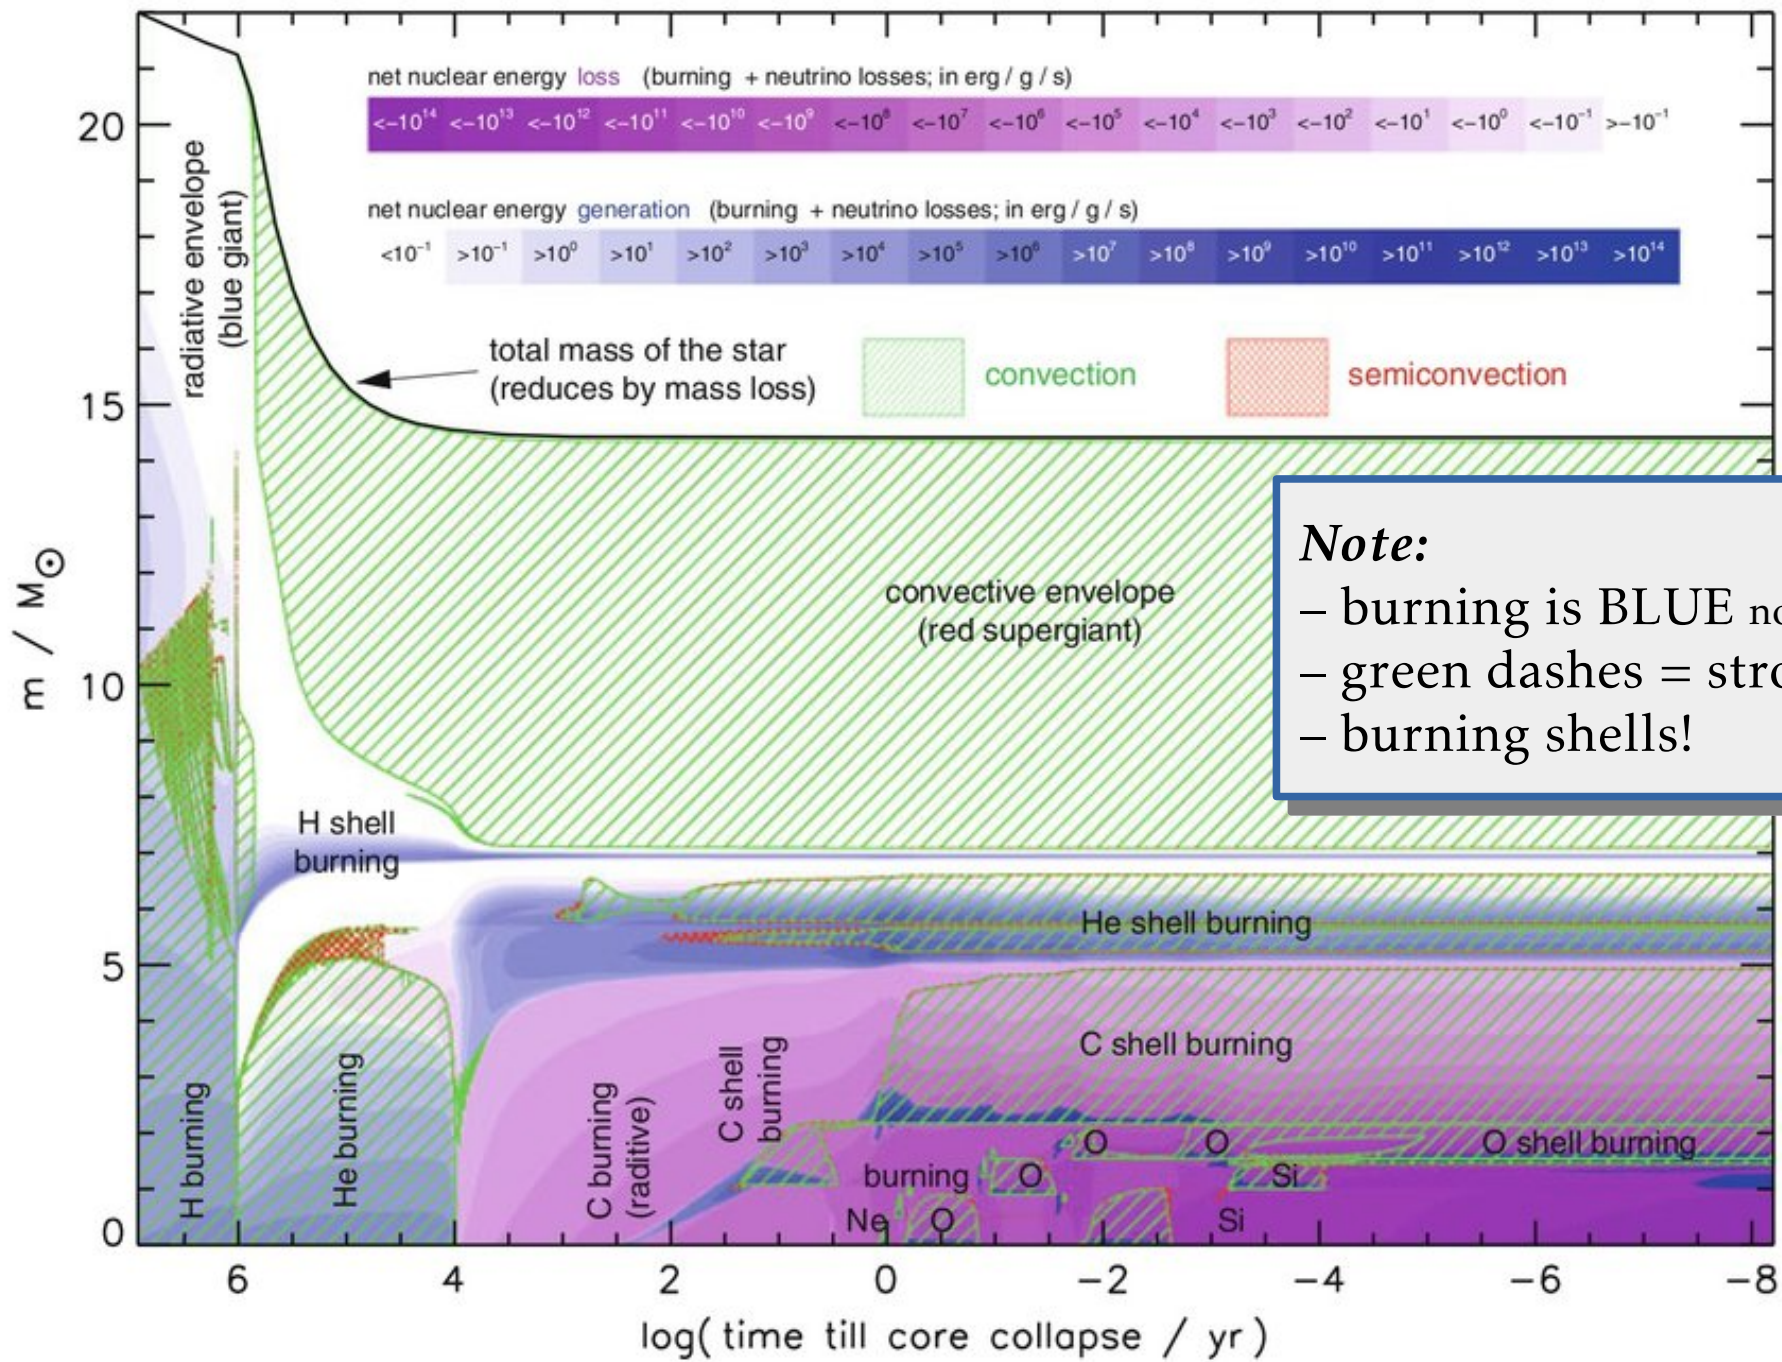 net nuclear energy loss (burning + neutrino losses; in erg / g / s)
<−10¹⁴ <−10¹³ <−10¹² <−10¹¹ <−10¹⁰ <−10⁹ <−10⁸ <−10⁷ <−10⁶ <−10⁵ <−10⁴ <−10³ <−10² <−10¹ <−10⁰ <−10⁻¹ >−10⁻¹
net nuclear energy generation (burning + neutrino losses; in erg / g / s)
<10⁻¹ >10⁻¹ >10⁰ >10¹ >10² >10³ >10⁴ >10⁵ >10⁶ >10⁷ >10⁸ >10⁹ >10¹⁰ >10¹¹ >10¹² >10¹³ >10¹⁴
radiative envelope
(blue giant)
total mass of the star
(reduces by mass loss)
convection
semiconvection
convective envelope
(red supergiant)
Note:
– burning is BLUE
– green dashes =
– burning shells!
H shell
burning
He shell burning
C shell burning
H burning
He burning
C burning
(raditive)
C shell
burning
O
O
O shell burning
burning
O
Si
Ne
O
Si
20
15
10
5
0
m / M☉
6 4 2 0 −2 −4 −6 −8
log( time till core collapse / yr )